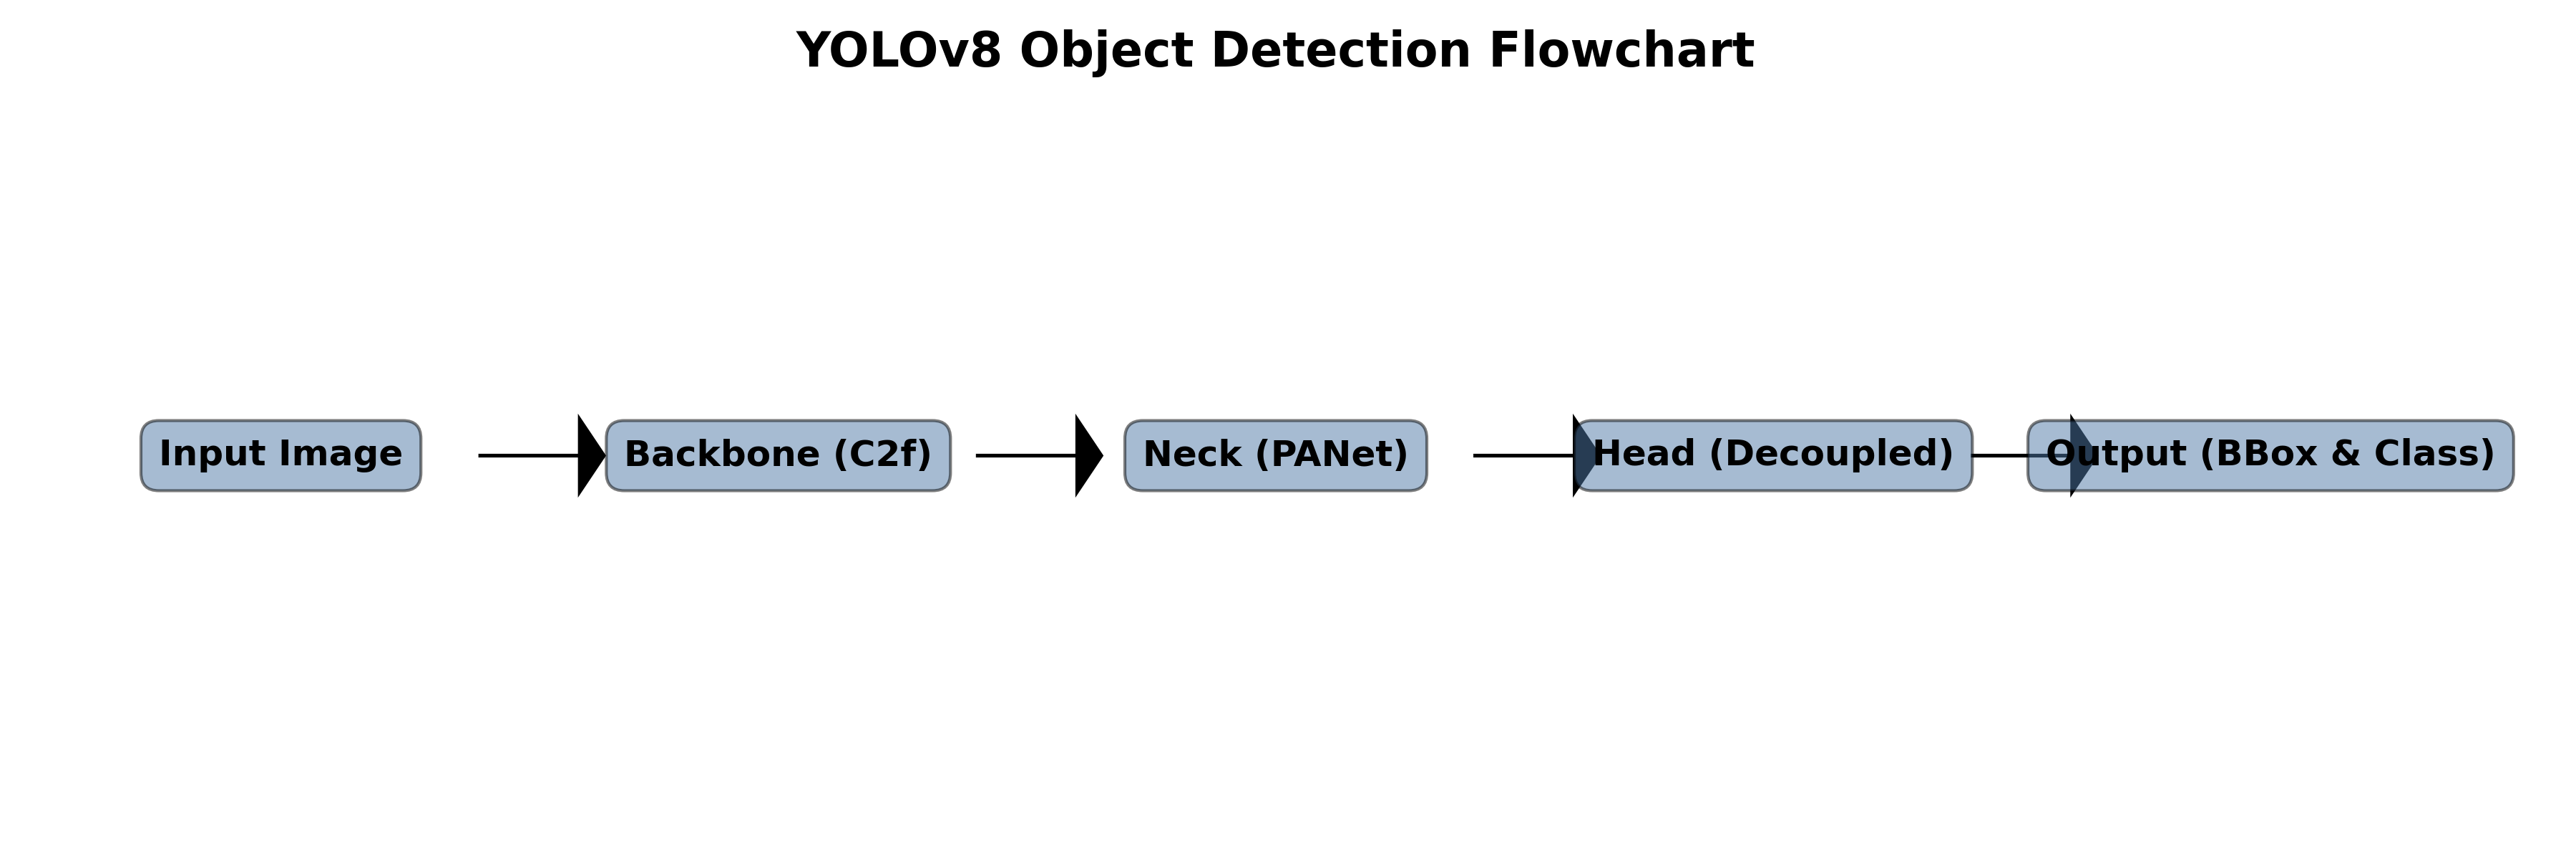 YOLOv8 Object Detection Flowchart
Input Image
Backbone (C2f)
Neck (PANet)
Head (Decoupled)
Output (BBox & Class)